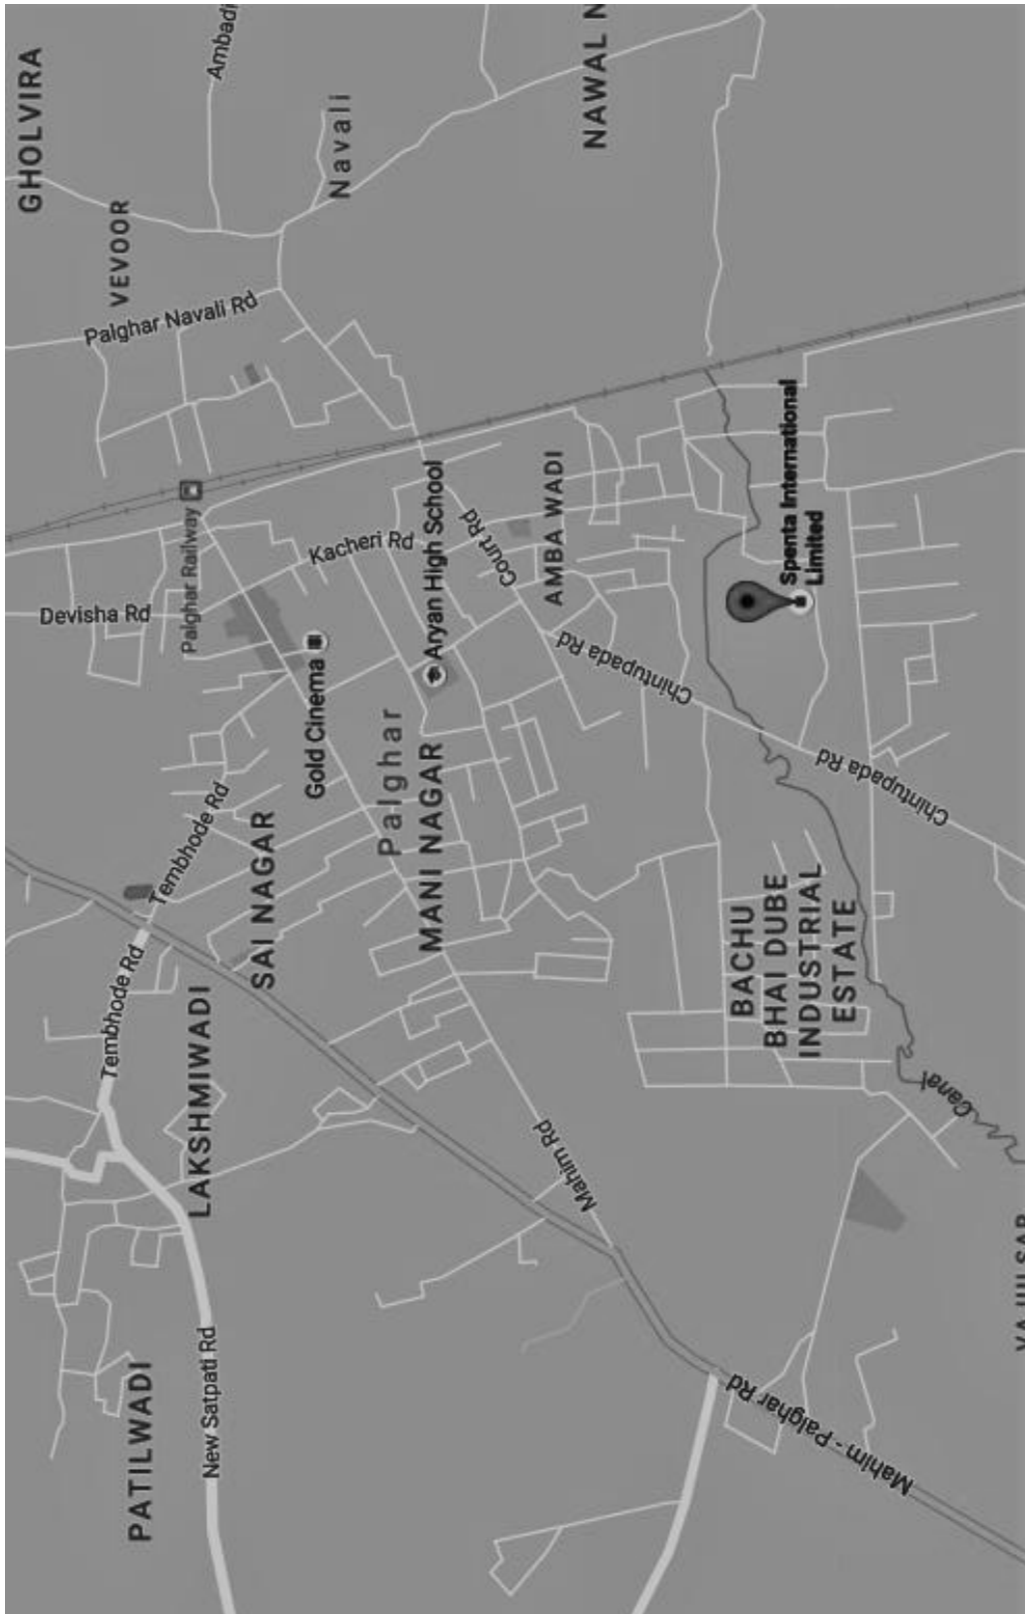 GHOLVIRA
VEVOOR
Palghar Navali Rd
Navali
Palghar Railway
Devisha Rd
Kacheri Rd
Aryan High School
Court Rd
AMBA WADI
Spenta International
Limited
Gold Cinema
Chintupada Rd
Chintupada Rd
Palghar
MANI NAGAR
SAI NAGAR
Tembhode Rd
Tembhode Rd
LAKSHMIWADI
BACHU
BHAI DUBE
INDUSTRIAL
ESTATE
Canal
Mahim Rd
PATILWADI
New Satpati Rd
Mahim - Palghar Rd
NAWAL N
Ambadi